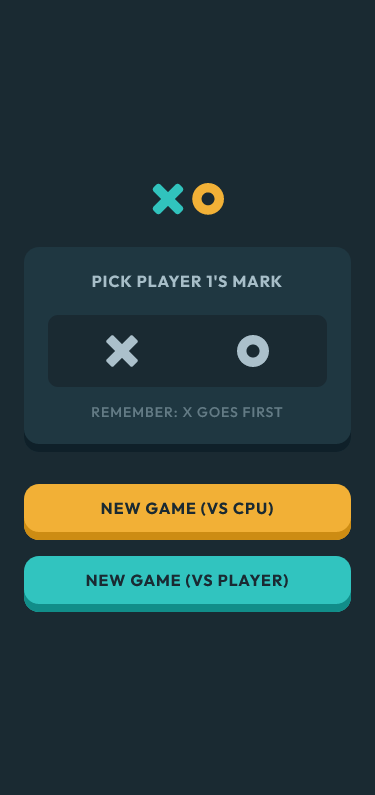 PICK PLAYER 1'S MARK
REMEMBER: X GOES FIRST
NEW GAME (VS CPU)
NEW GAME (VS PLAYER)